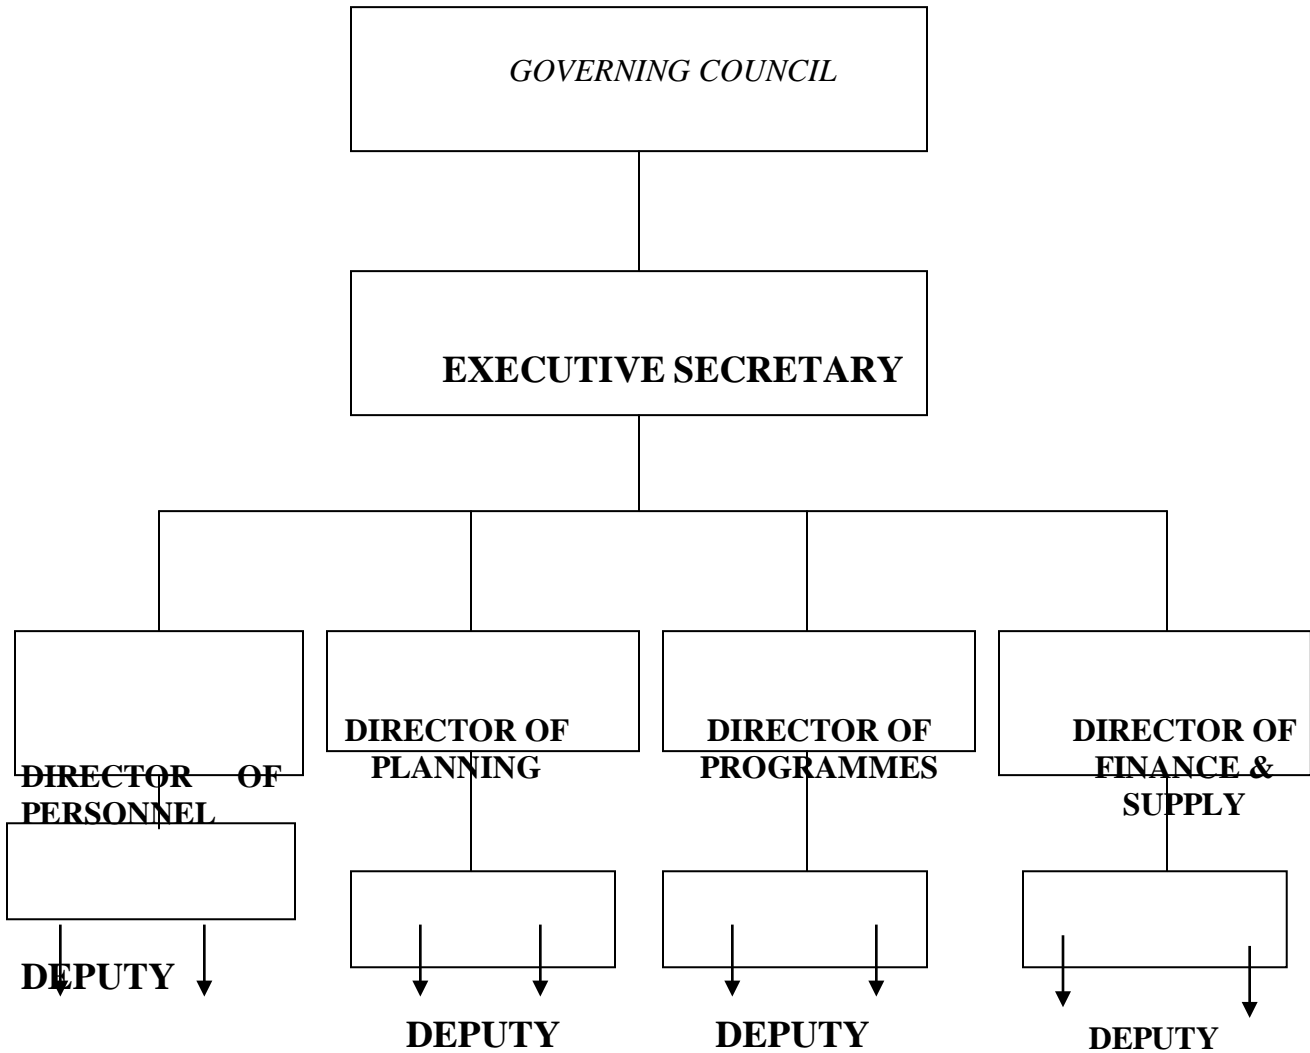 GOVERNING COUNCIL
EXECUTIVE SECRETARY
DIRECTOR OF
PERSONNEL
DIRECTOR OF
PLANNING
DIRECTOR OF
PROGRAMMES
DIRECTOR OF
FINANCE &
SUPPLY
DEPUTY
DEPUTY
DEPUTY
DEPUTY